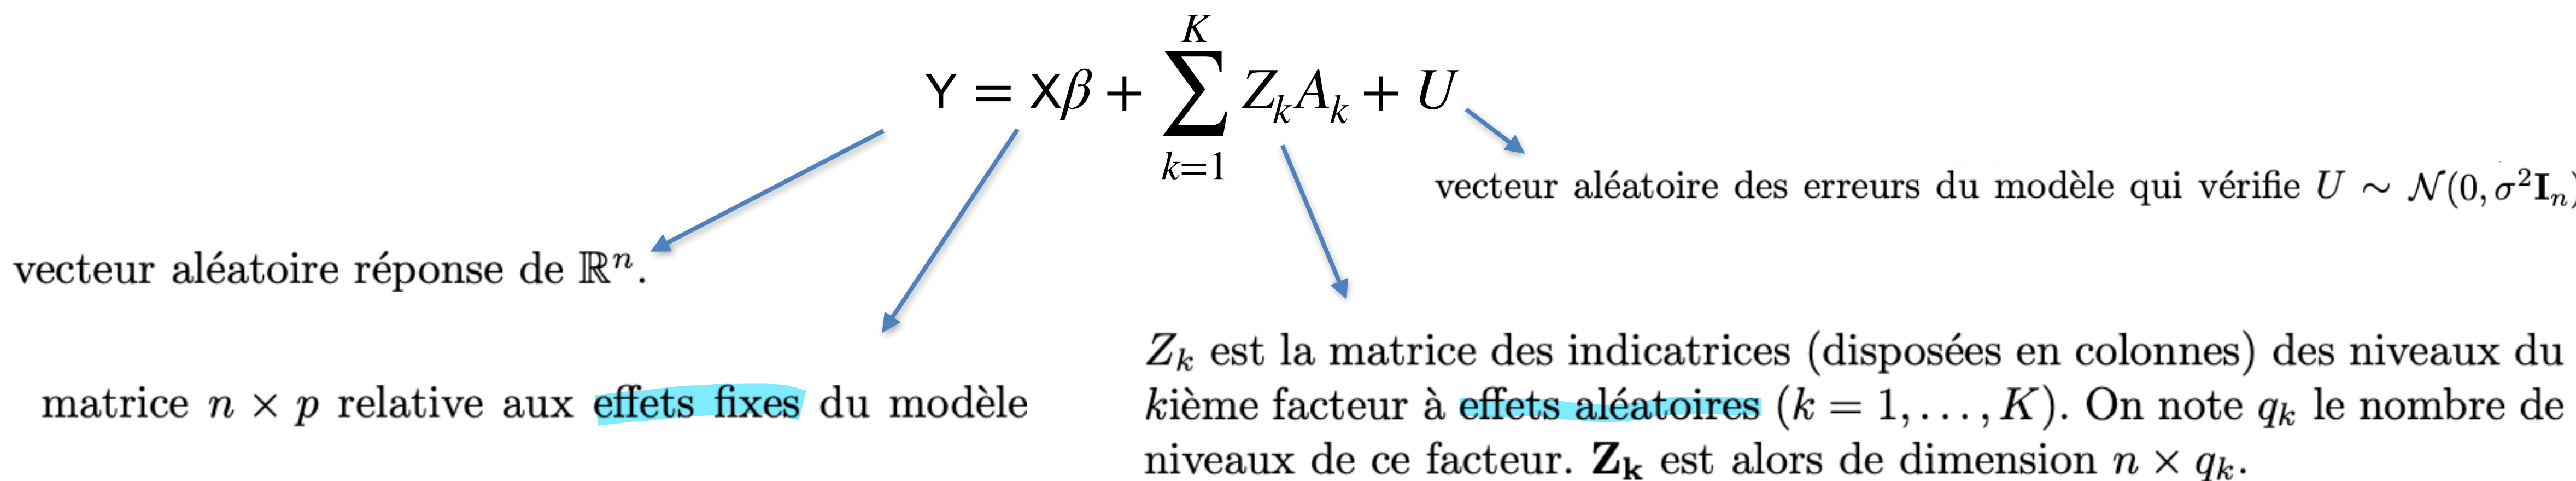 Y = Xβ + ∑_{k=1}^{K} Z_k A_k + U
vecteur aléatoire des erreurs du modèle qui vérifie U ∼ 𝒩(0, σ²I_n)
vecteur aléatoire réponse de ℝⁿ.
matrice n × p relative aux effets fixes du modèle
Z_k est la matrice des indicatrices (disposées en colonnes) des niveaux du
kième facteur à effets aléatoires (k = 1, . . . , K). On note q_k le nombre de
niveaux de ce facteur. Z_k est alors de dimension n × q_k.